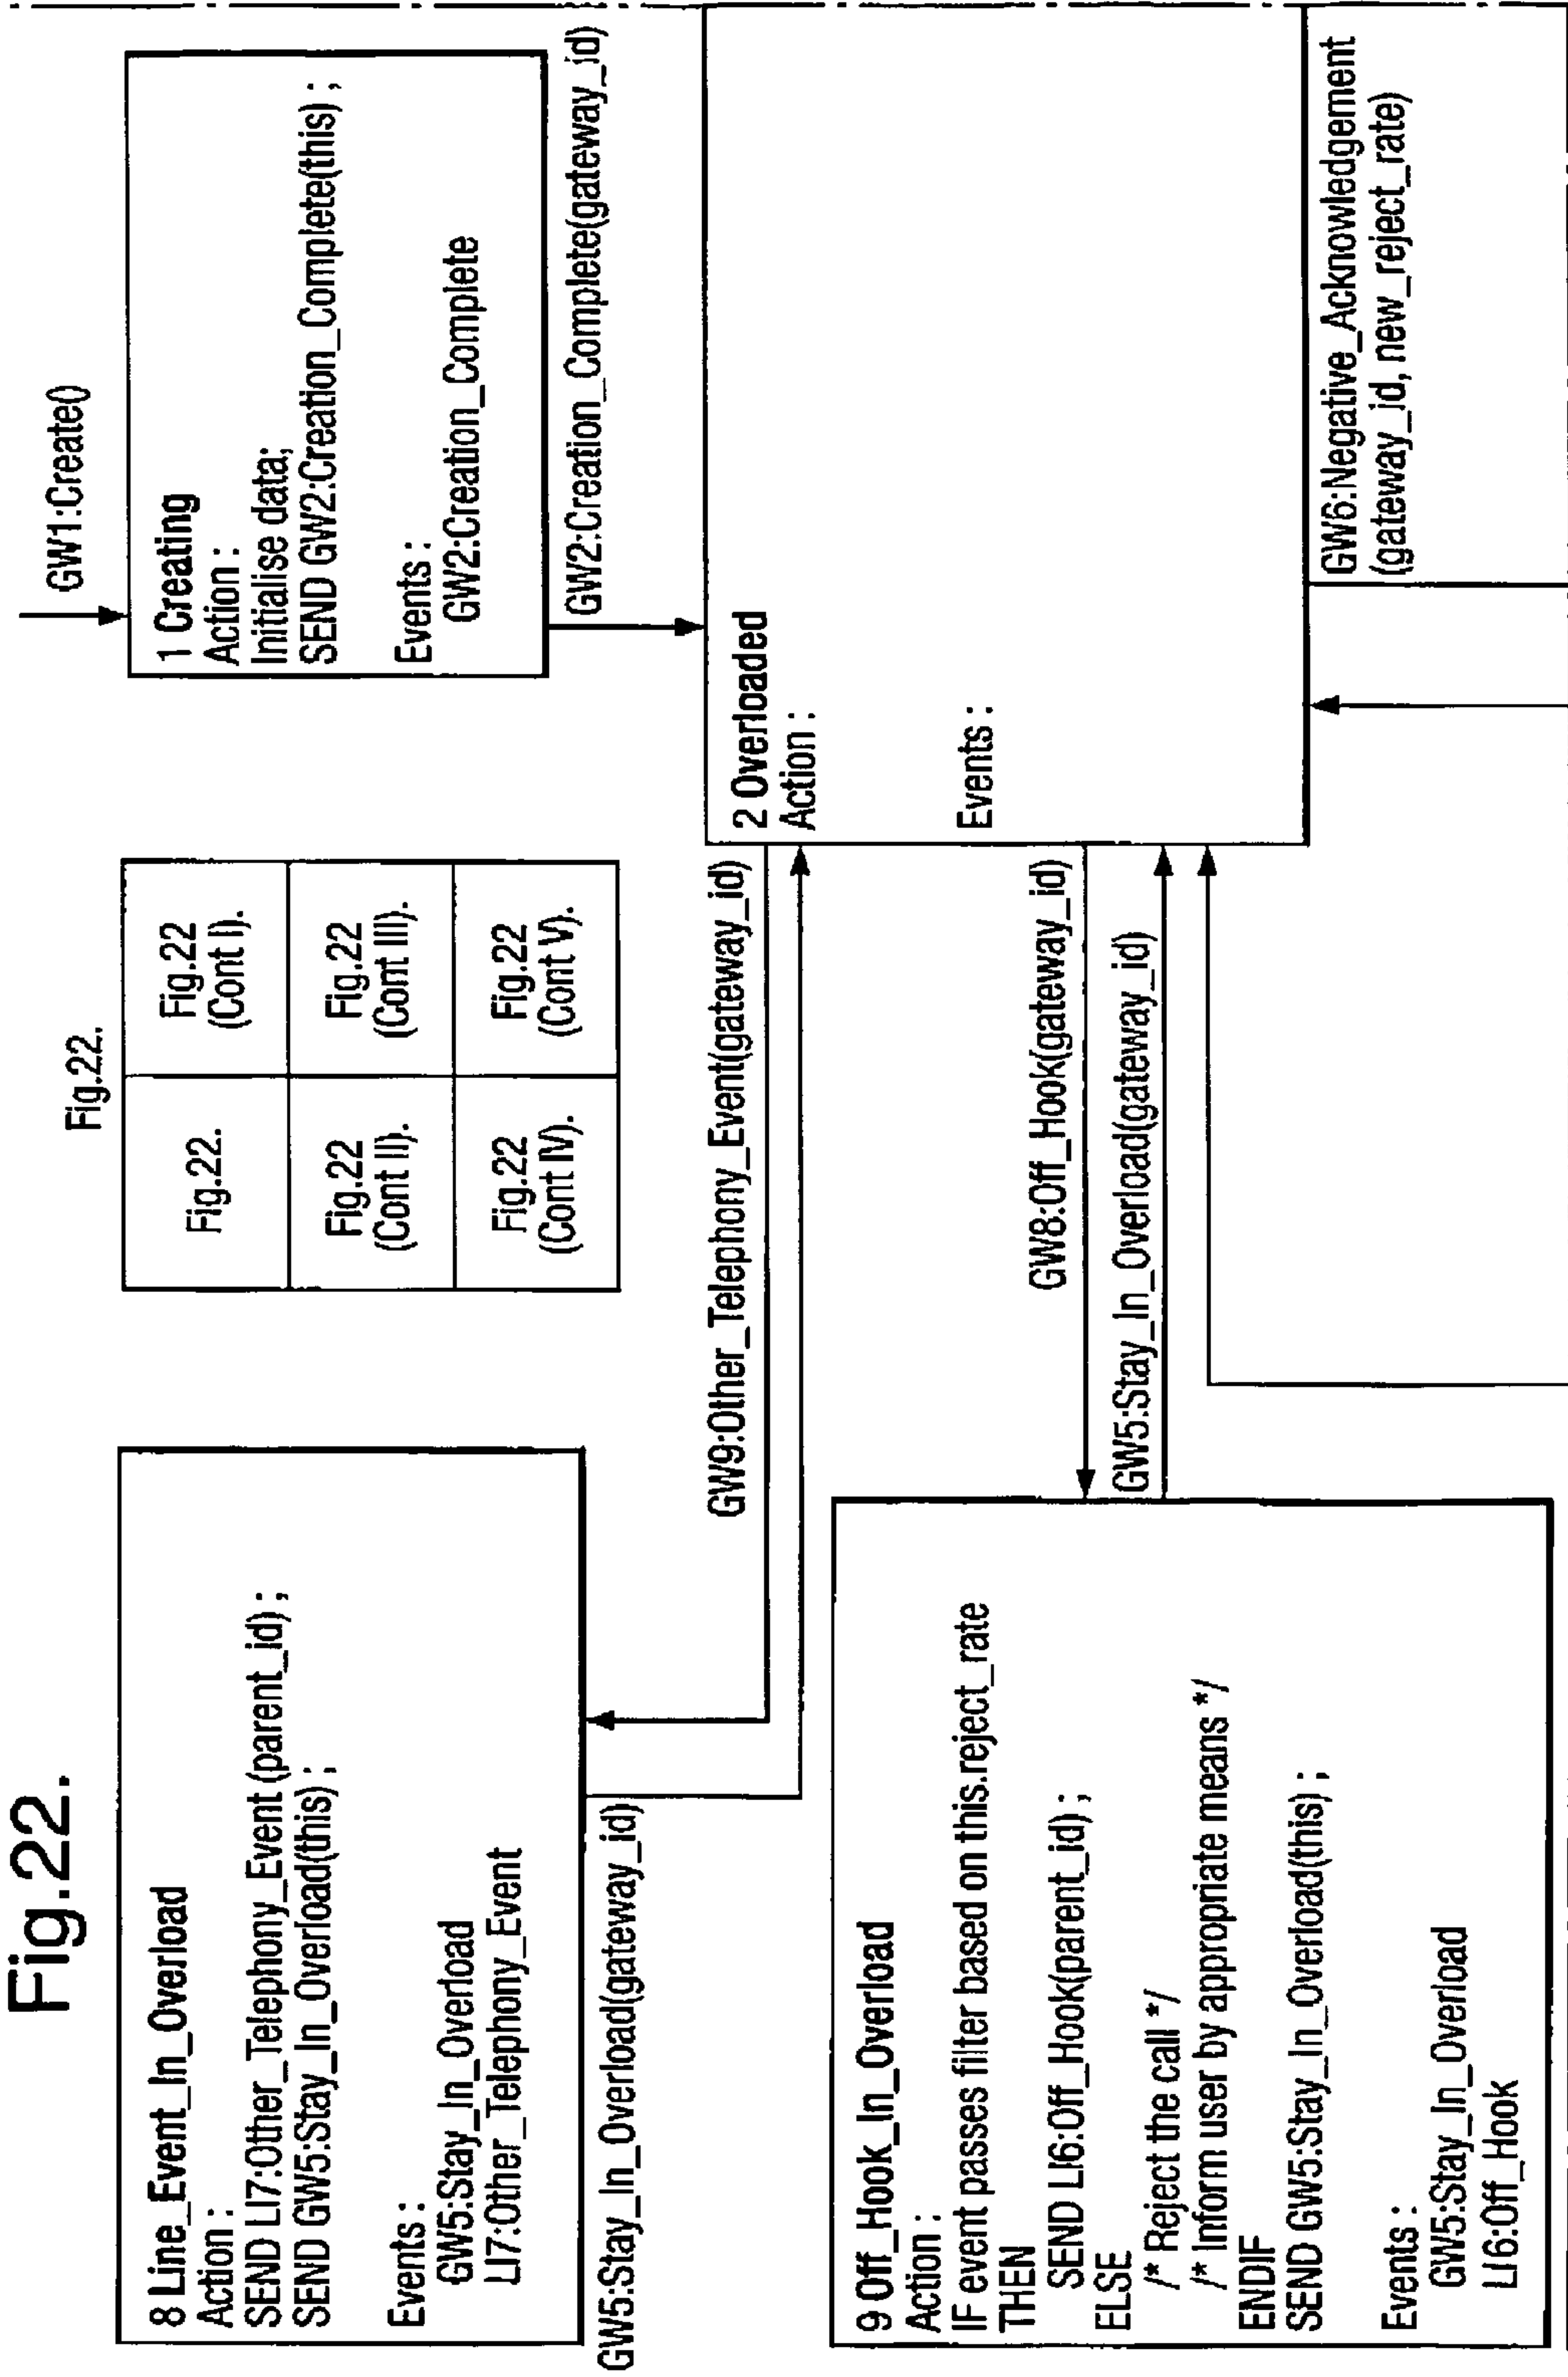 Fig.22.
Fig.22.
Fig.22.
Fig.22
(Cont I).
Fig.22
(Cont II).
Fig.22
(Cont III).
Fig.22
(Cont IV).
Fig.22
(Cont V).
GW1:Create()
1 Creating
Action :
Initialise data;
SEND GW2:Creation_Complete(this) ;
Events :
GW2:Creation_Complete
GW2:Creation_Complete(gateway_id)
8 Line_Event_In_Overload
Action :
SEND LI7:Other_Telephony_Event (parent_id) ;
SEND GW5:Stay_In_Overload(this) ;
Events :
GW5:Stay_In_Overload
LI7:Other_Telephony_Event
GW5:Stay_In_Overload(gateway_id)
GW9:Other_Telephony_Event(gateway_id)
2 Overloaded
Action :
Events :
9 Off_Hook_In_Overload
Action :
IF event passes filter based on this.reject_rate
THEN
SEND LI6:Off_Hook(parent_id) ;
ELSE
/* Reject the call */
/* Inform user by appropriate means */
ENDIF
SEND GW5:Stay_In_Overload(this) ;
Events :
GW5:Stay_In_Overload
LI6:Off_Hook
GW8:Off_Hook(gateway_id)
GW5:Stay_In_Overload(gateway_id)
GW6:Negative_Acknowledgement
(gateway_id, new_reject_rate)